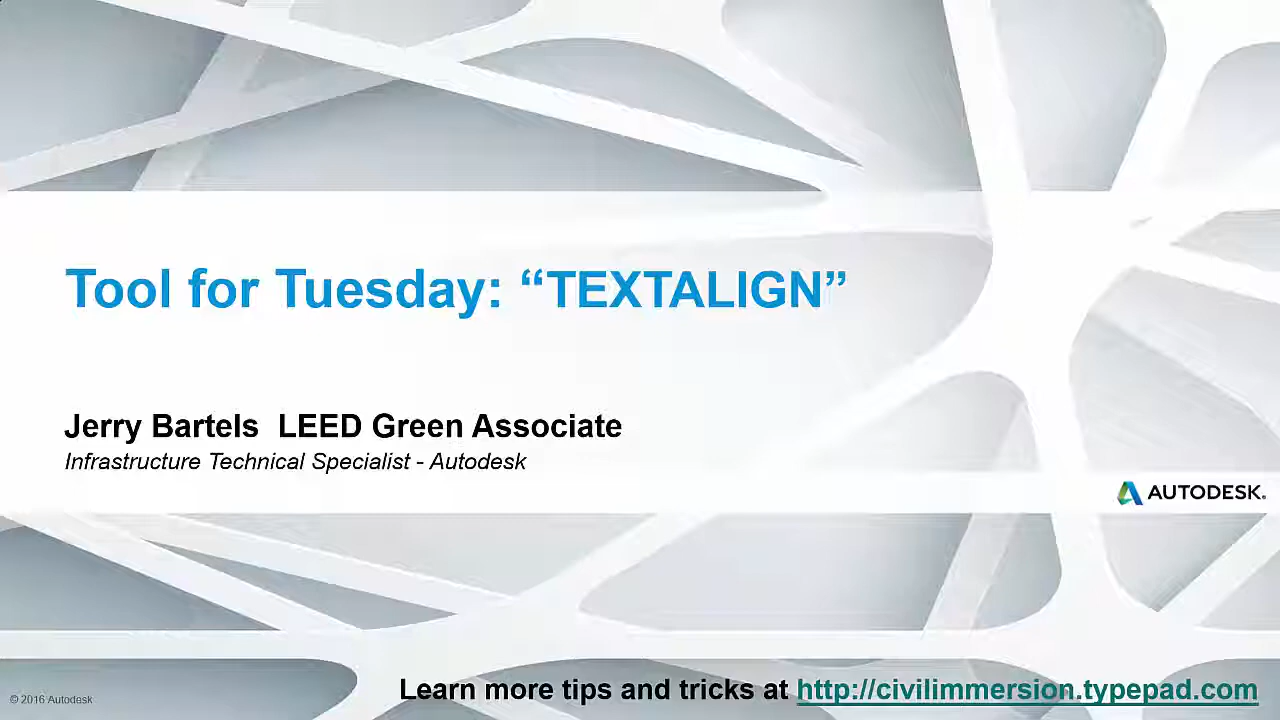 Tool for Tuesday: “TEXTALIGN”
Jerry Bartels LEED Green Associate
Infrastructure Technical Specialist - Autodesk
AUTODESK.
Learn more tips and tricks at http://civilimmersion.typepad.com
© 2016 Autodesk